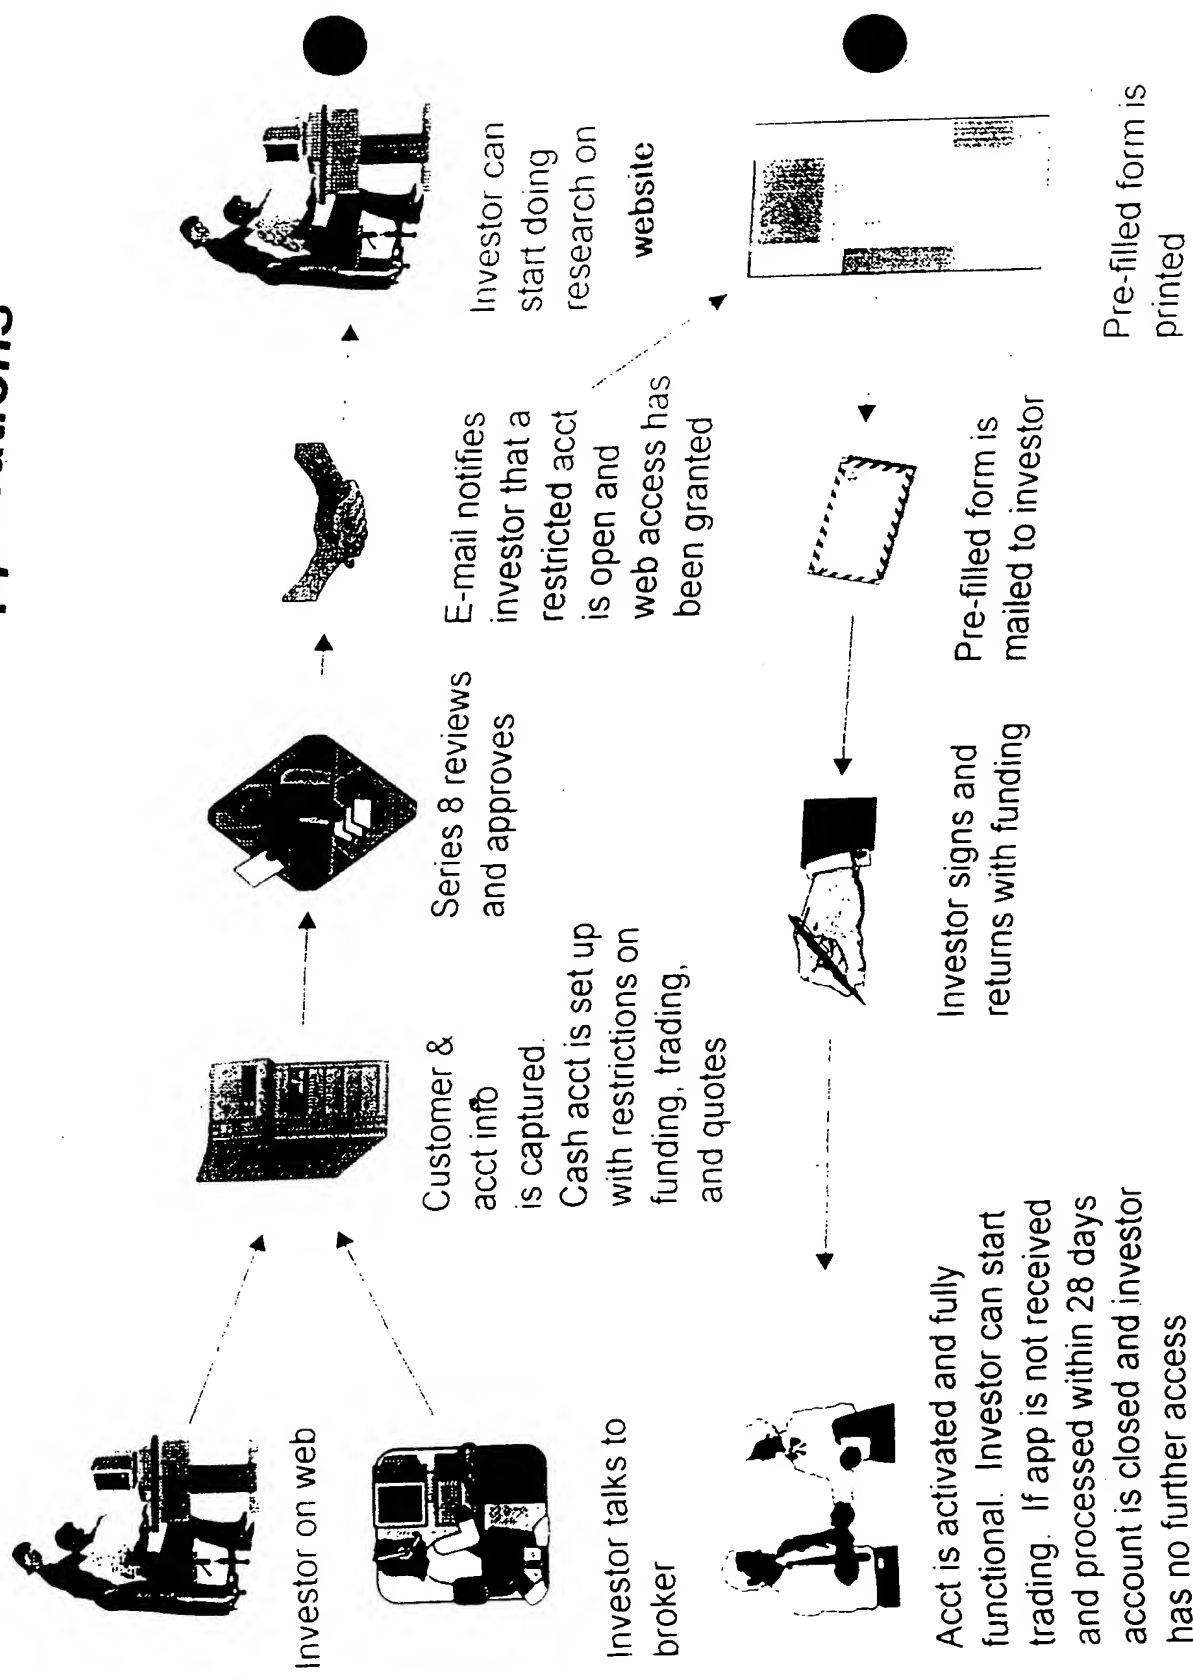 Investor on web
Investor talks to
broker
Customer &
acct info
is captured.
Cash acct is set up
with restrictions on
funding, trading,
and quotes
Series 8 reviews
and approves
E-mail notifies
investor that a
restricted acct
is open and
web access has
been granted
Investor can
start doing
research on
website
Pre-filled form is
printed
Pre-filled form is
mailed to investor
Investor signs and
returns with funding
Acct is activated and fully
functional. Investor can start
trading. If app is not received
and processed within 28 days
account is closed and investor
has no further access